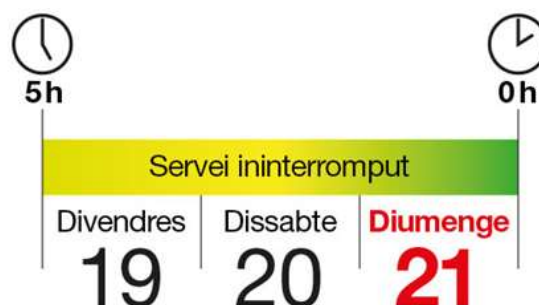 5h
0h
Servei ininterromput
Divendres
Dissabte
Diumenge
19
20
21